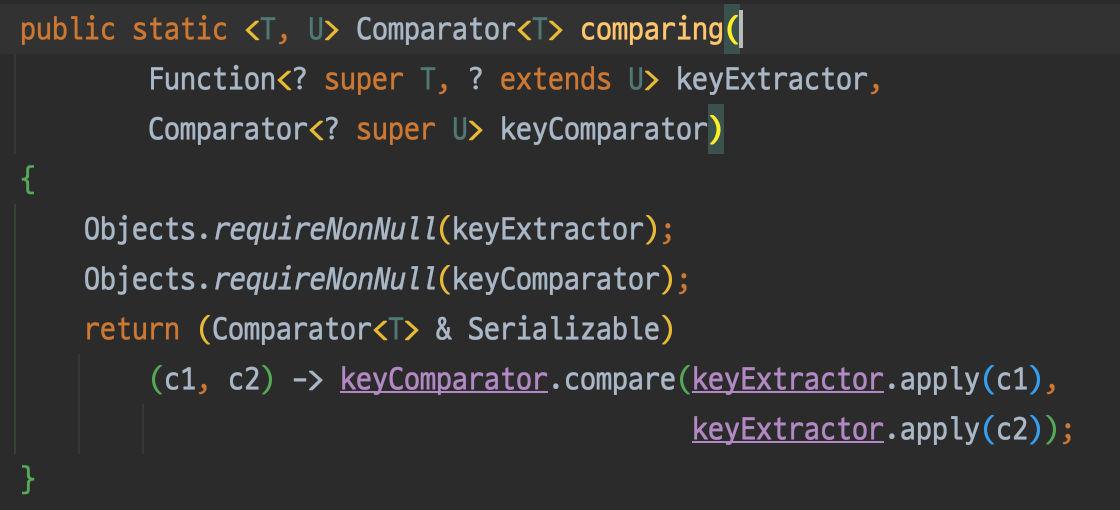 public static <T, U> Comparator<T> comparing(
Function<? super T, ? extends U> keyExtractor,
Comparator<? super U> keyComparator)
{
Objects.requireNonNull(keyExtractor);
Objects.requireNonNull(keyComparator);
return (Comparator<T> & Serializable)
(c1, c2) -> keyComparator.compare(keyExtractor.apply(c1),
keyExtractor.apply(c2));
}